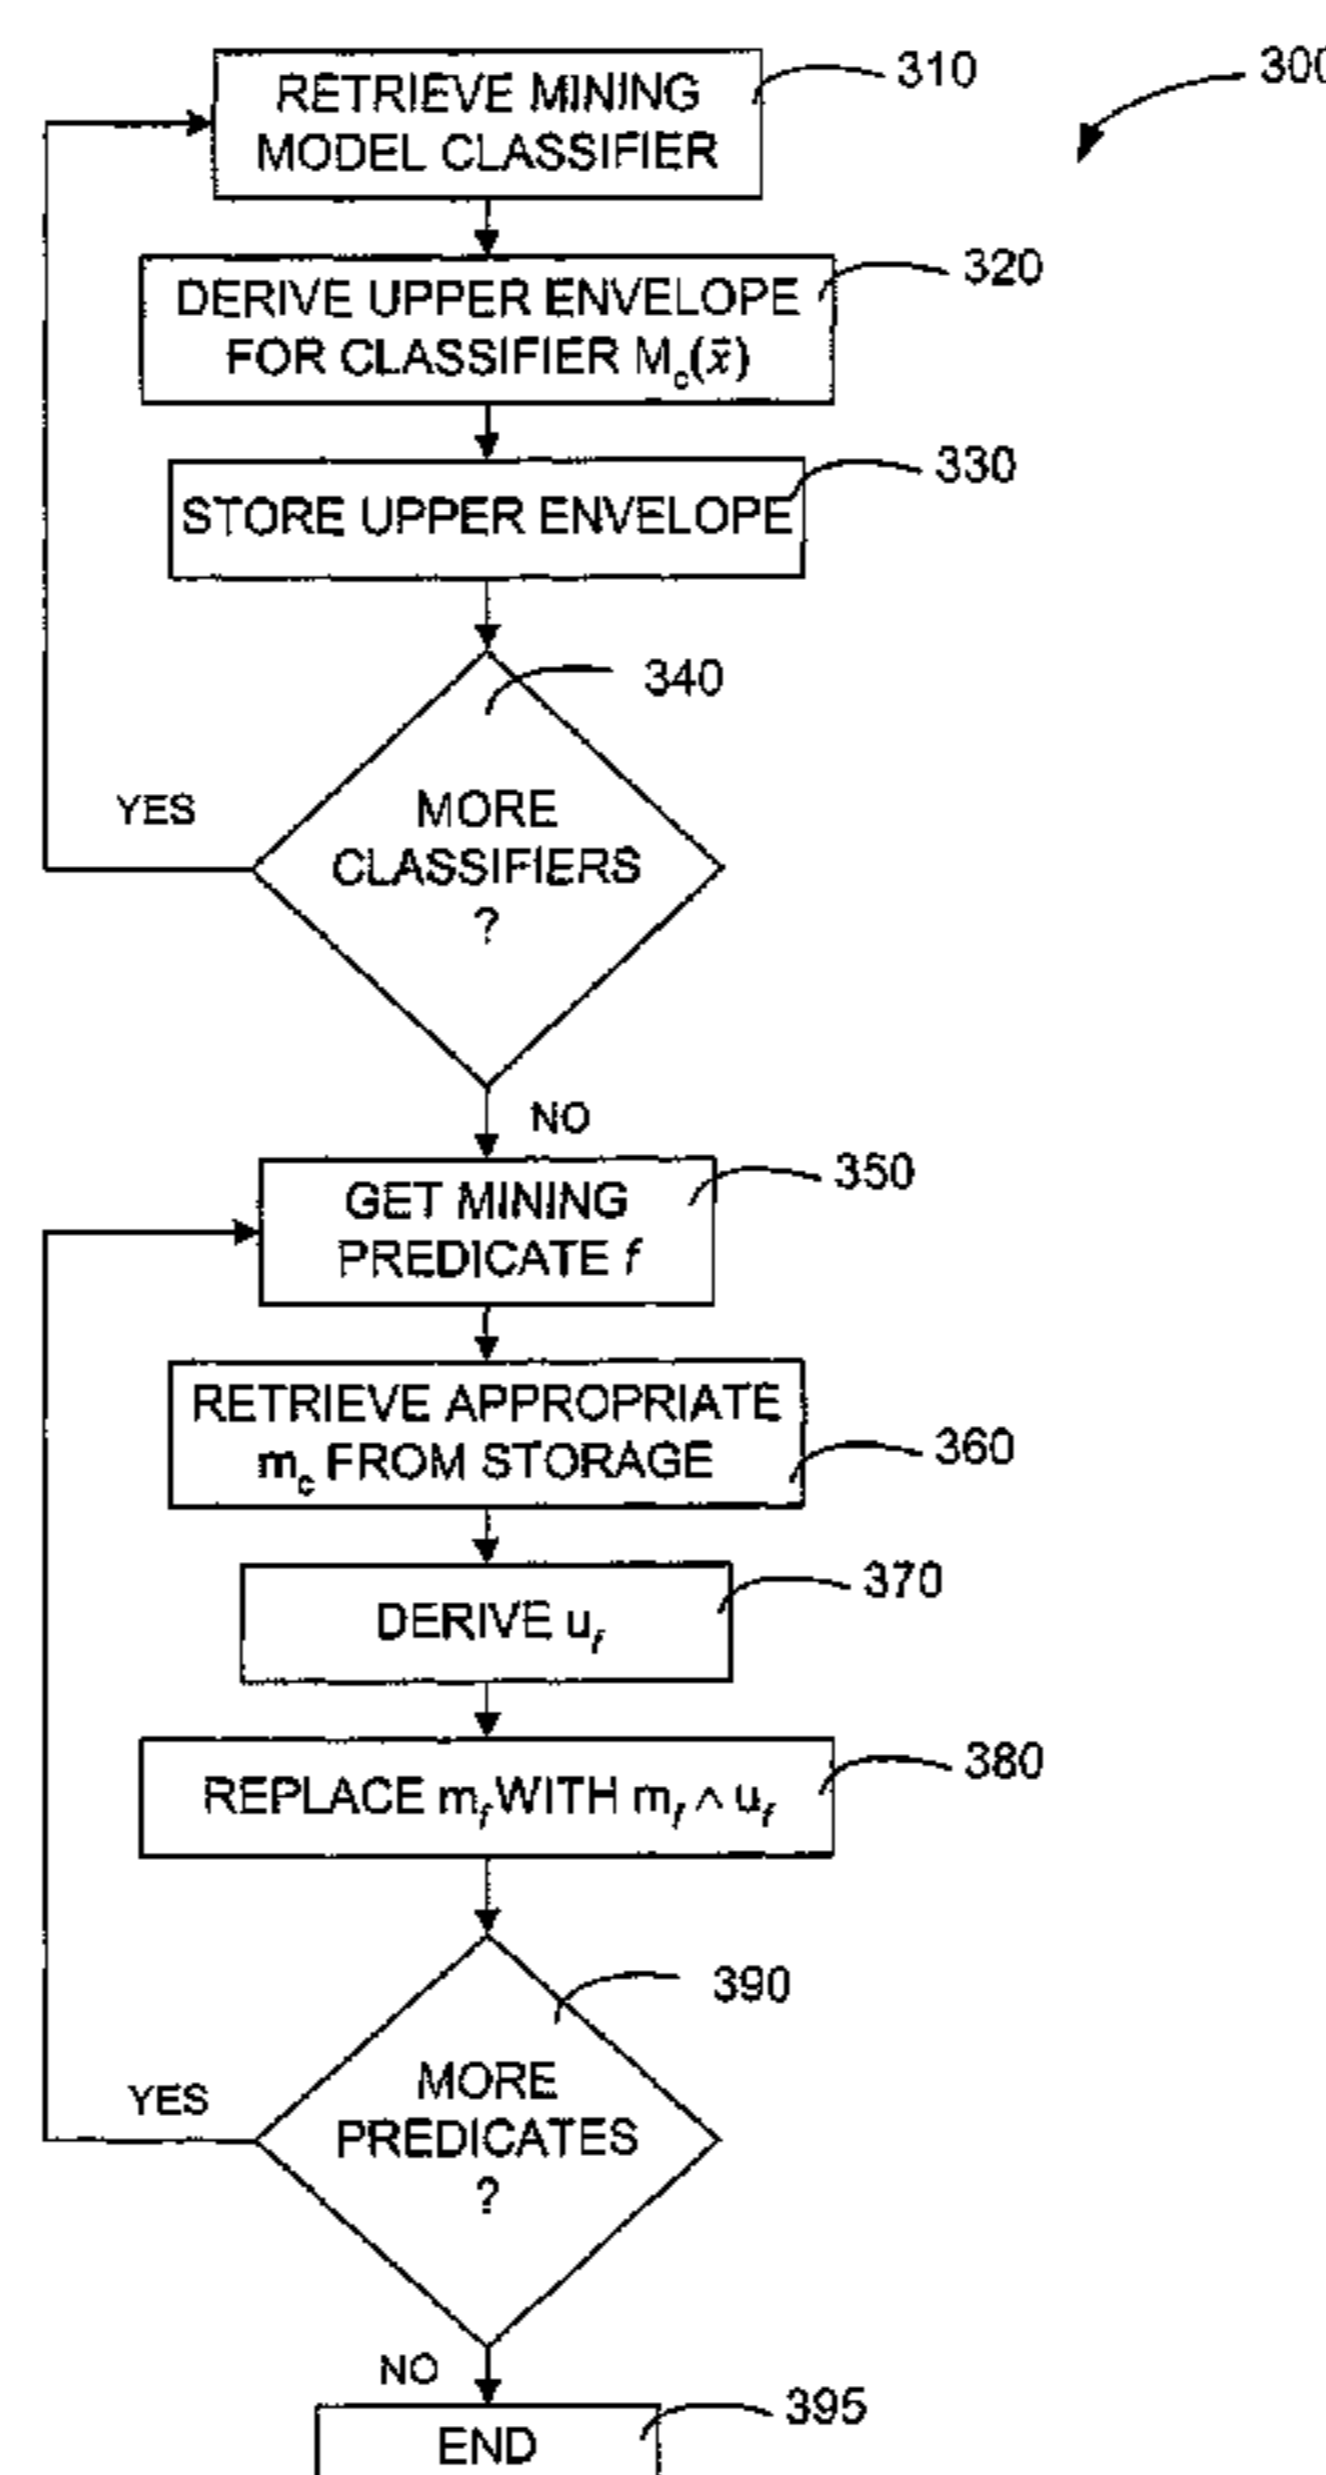 RETRIEVE MINING
MODEL CLASSIFIER
310
300
DERIVE UPPER ENVELOPE
FOR CLASSIFIER Mc(x̄)
320
STORE UPPER ENVELOPE
330
340
MORE
CLASSIFIERS
?
YES
NO
GET MINING
PREDICATE f
350
RETRIEVE APPROPRIATE
mc FROM STORAGE
360
DERIVE uf
370
REPLACE mf WITH mf ∧ uf
380
390
MORE
PREDICATES
?
YES
NO
END
395